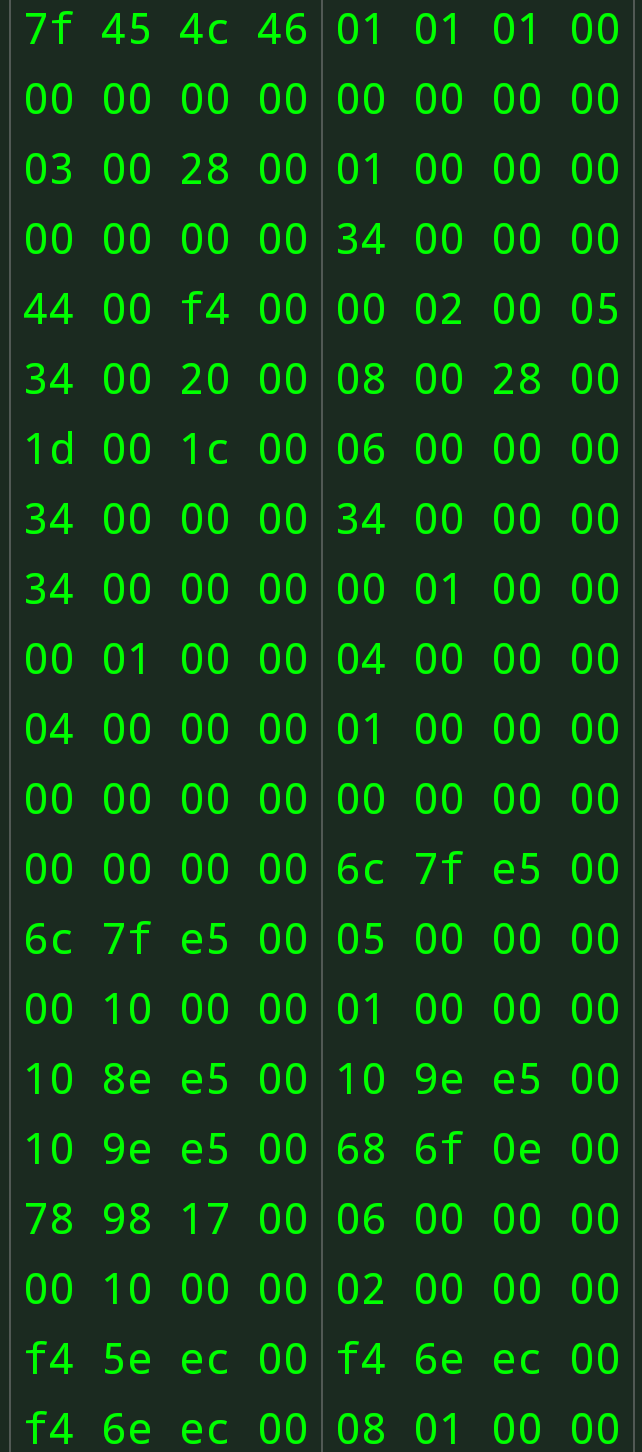 7f 45 4c 46 01 01 01 00
00 00 00 00 00 00 00 00
03 00 28 00 01 00 00 00
00 00 00 00 34 00 00 00
44 00 f4 00 00 02 00 05
34 00 20 00 08 00 28 00
1d 00 1c 00 06 00 00 00
34 00 00 00 34 00 00 00
34 00 00 00 00 01 00 00
00 01 00 00 04 00 00 00
04 00 00 00 01 00 00 00
00 00 00 00 00 00 00 00
00 00 00 00 6c 7f e5 00
6c 7f e5 00 05 00 00 00
00 10 00 00 01 00 00 00
10 8e e5 00 10 9e e5 00
10 9e e5 00 68 6f 0e 00
78 98 17 00 06 00 00 00
00 10 00 00 02 00 00 00
f4 5e ec 00 f4 6e ec 00
f4 6e ec 00 08 01 00 00